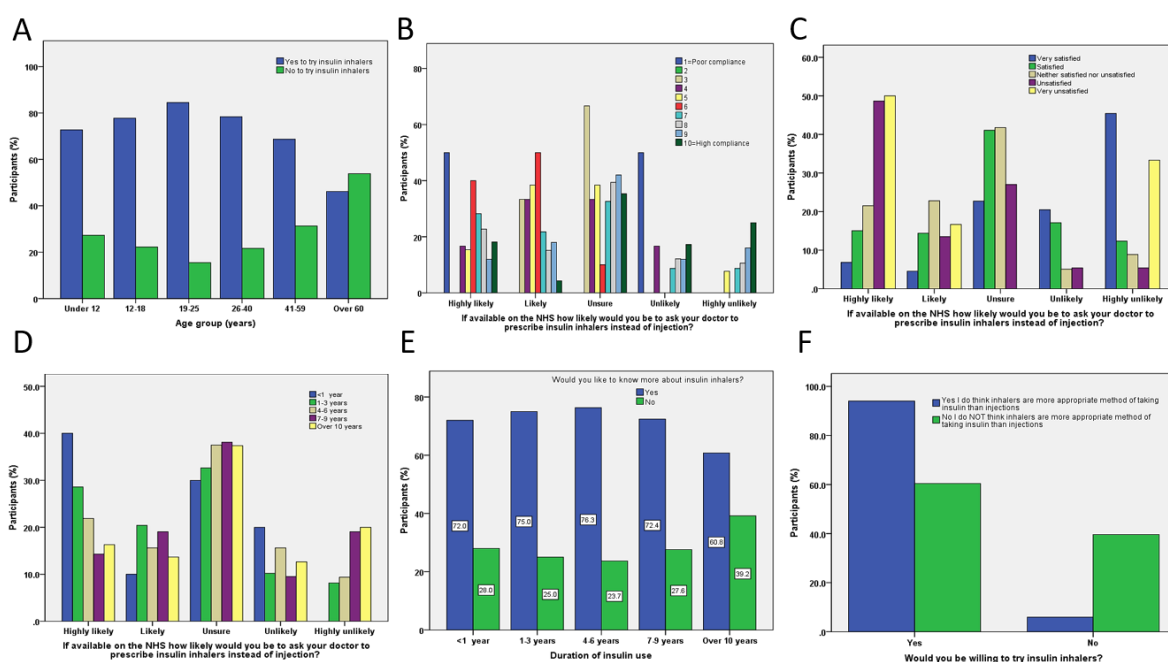 A
Participants (%)
100
80
60
40
20
0
Yes to try insulin inhalers
No to try insulin inhalers
Under 12
12-18
19-25
26-40
41-59
Over 60
Age group (years)
B
Participants (%)
80
60
40
20
0
1=Poor compliance
2
3
4
5
6
7
8
9
10=High compliance
Highly likely
Likely
Unsure
Unlikely
Highly unlikely
If available on the NHS how likely would you be to ask your doctor to
prescribe insulin inhalers instead of injection?
C
Participants (%)
60.0
50.0
40.0
30.0
20.0
10.0
.0
Very satisfied
Satisfied
Neither satisfied nor unsatisfied
Unsatisfied
Very unsatisfied
Highly likely
Likely
Unsure
Unlikely
Highly unlikely
If available on the NHS how likely would you be to ask your doctor to
prescribe insulin inhalers instead of injection?
D
Participants (%)
50.0
40.0
30.0
20.0
10.0
.0
<1 year
1-3 years
4-6 years
7-9 years
Over 10 years
Highly likely
Likely
Unsure
Unlikely
Highly unlikely
If available on the NHS how likely would you be to ask your doctor to
prescribe insulin inhalers instead of injection?
E
Participants (%)
80
60
40
20
0
Would you like to know more about insulin inhalers?
Yes
No
72.0
28.0
75.0
25.0
76.3
23.7
72.4
27.6
60.8
39.2
<1 year
1-3 years
4-6 years
7-9 years
Over 10 years
Duration of insulin use
F
Participants (%)
100.0
80.0
60.0
40.0
20.0
.0
Yes I do think inhalers are more appropriate method of taking
insulin than injections
No I do NOT think inhalers are more appropriate method of
taking insulin than injections
Yes
No
Would you be willing to try insulin inhalers?